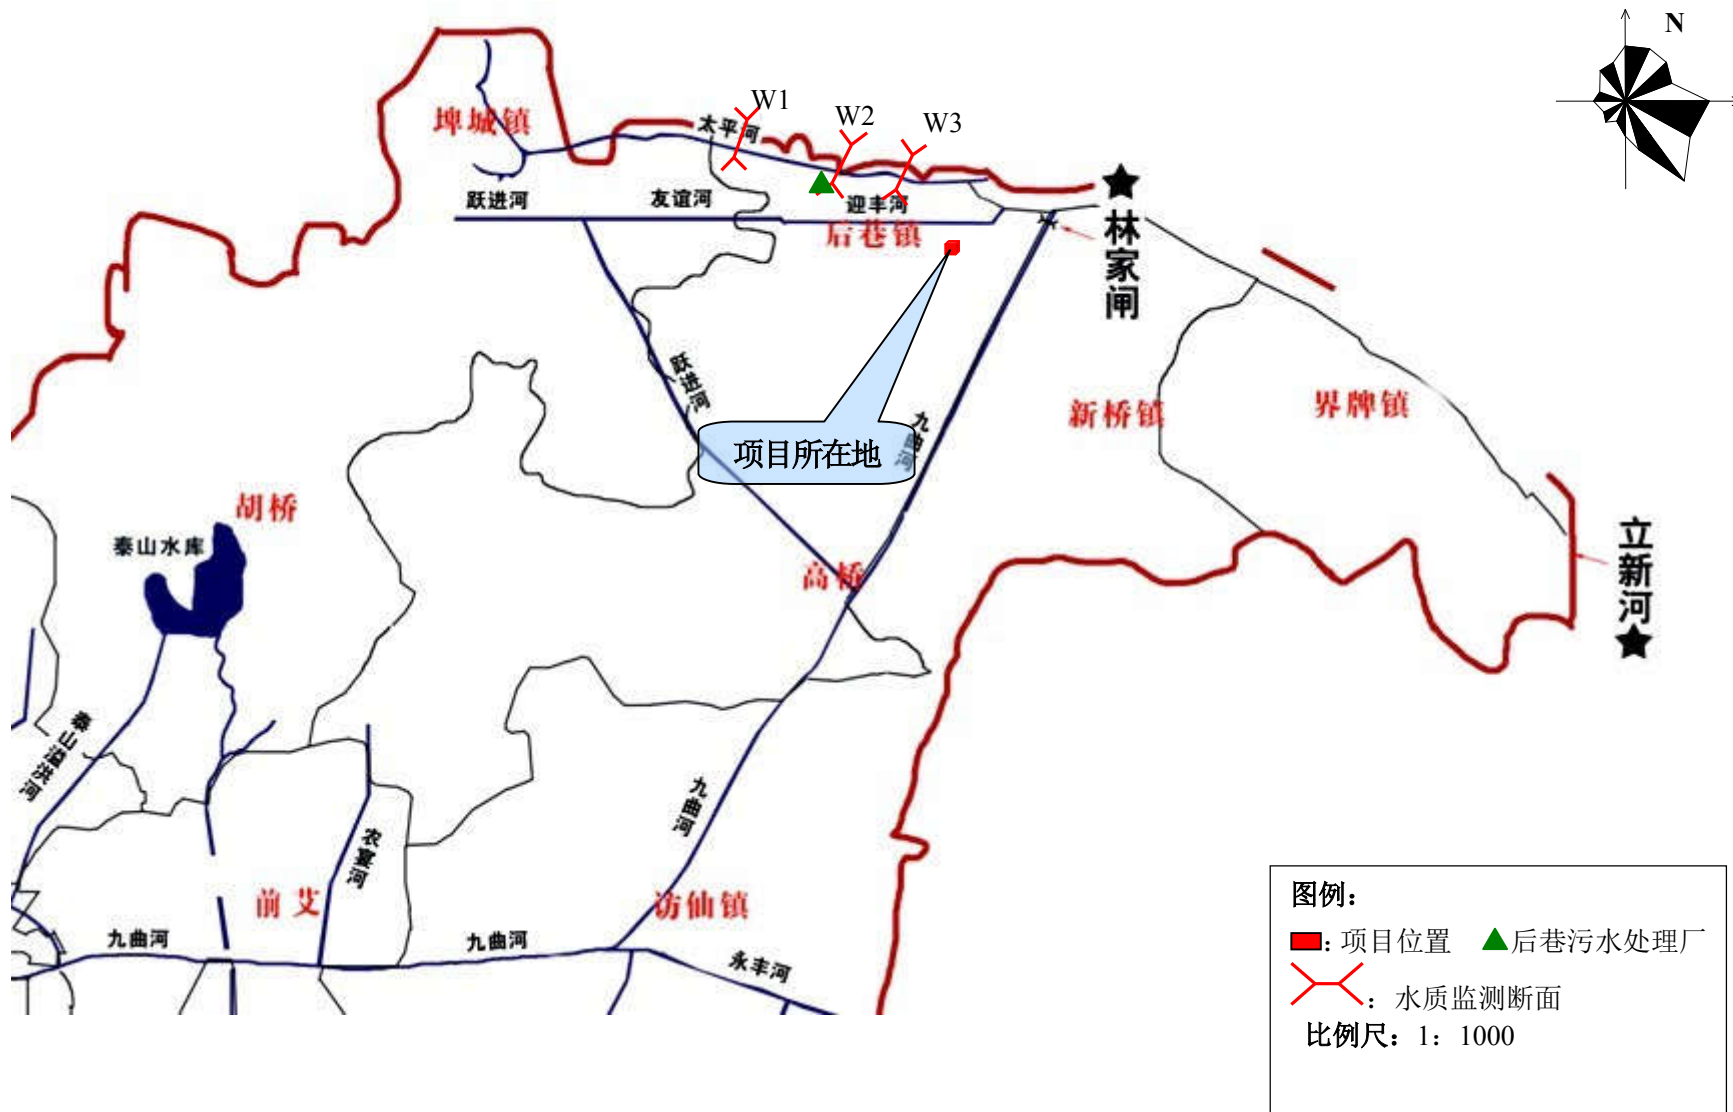 N
W1
W2
W3
埤城镇
太平河
跃进河
友谊河
迎丰河
后巷镇
林家闸
跃进河
九曲河
新桥镇
界牌镇
项目所在地
胡桥
泰山水库
高桥
立新河
泰山溢洪河
九曲河
农宴河
前艾
访仙镇
九曲河
九曲河
永丰河
图例：
：项目位置 后巷污水处理厂
：水质监测断面
比例尺：1：1000